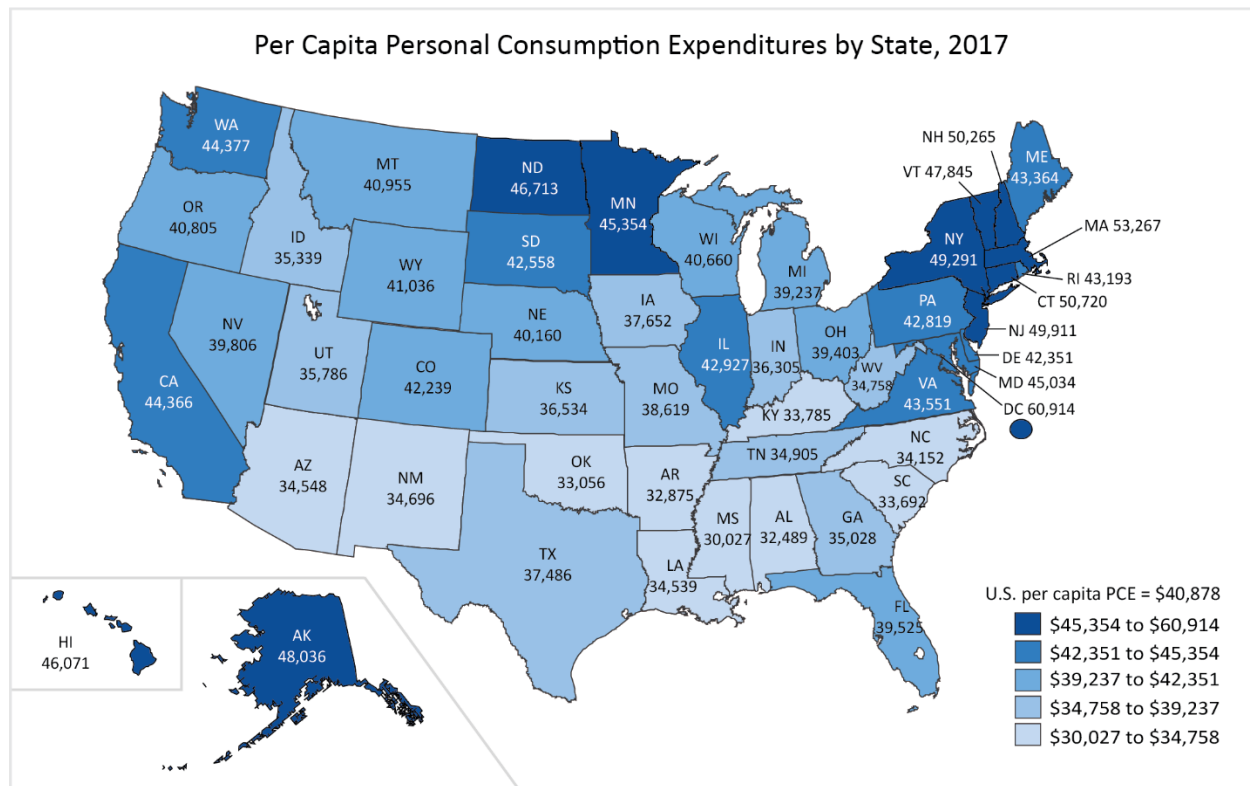 Per Capita Personal Consumption Expenditures by State, 2017
WA
44,377
MT
40,955
ND
46,713
MN
45,354
NH 50,265
VT 47,845
ME
43,364
OR
40,805
ID
35,339
WY
41,036
SD
42,558
WI
40,660
MI
39,237
NY
49,291
MA 53,267
RI 43,193
CT 50,720
NV
39,806
UT
35,786
CO
42,239
NE
40,160
IA
37,652
IL
42,927
IN
36,305
OH
39,403
PA
42,819
NJ 49,911
DE 42,351
MD 45,034
DC 60,914
CA
44,366
KS
36,534
MO
38,619
KY 33,785
WV
34,758
VA
43,551
AZ
34,548
NM
34,696
OK
33,056
AR
32,875
TN 34,905
NC
34,152
SC
33,692
TX
37,486
LA
34,539
MS
30,027
AL
32,489
GA
35,028
FL
39,525
HI
46,071
AK
48,036
U.S. per capita PCE = $40,878
$45,354 to $60,914
$42,351 to $45,354
$39,237 to $42,351
$34,758 to $39,237
$30,027 to $34,758